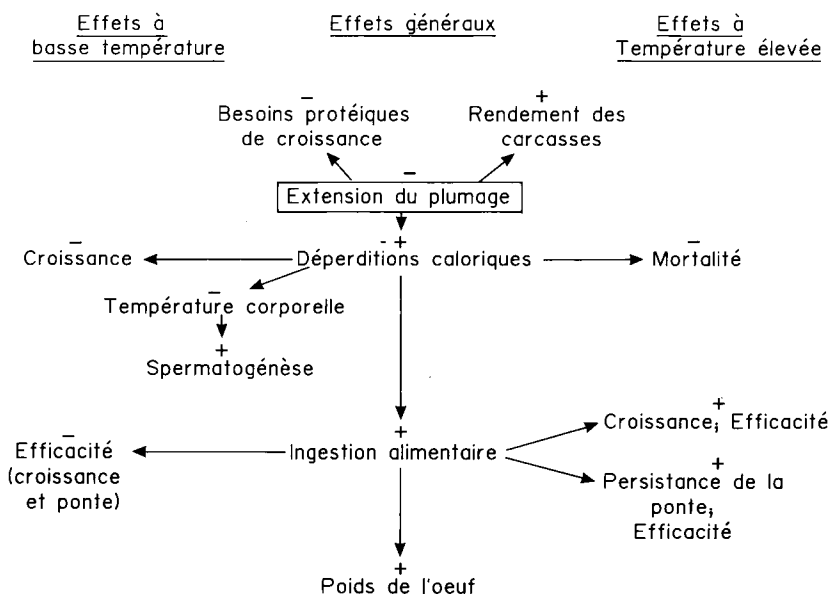 Effets à
basse température
Effets généraux
Effets à
Température élevée
−
Besoins protéiques
de croissance
+
Rendement des
carcasses
−
Extension du plumage
−
Croissance
- +
Déperditions caloriques
−
Mortalité
−
Température corporelle
+
Spermatogénèse
−
Efficacité
(croissance
et ponte)
+
Ingestion alimentaire
+
Croissance; Efficacité
+
Persistance de la
ponte;
Efficacité
+
Poids de l'oeuf